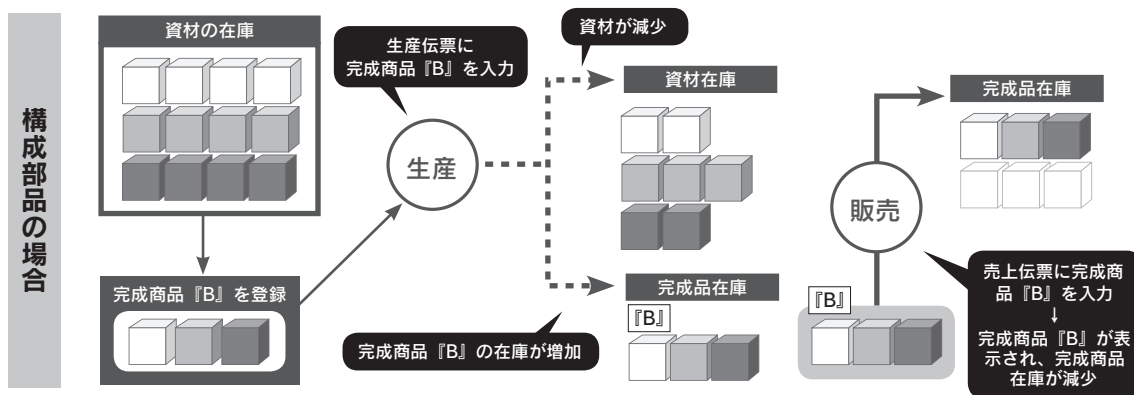 構成部品の場合
資材の在庫
完成商品『B』を登録
生産伝票に
完成商品『B』を入力
生産
資材が減少
資材在庫
完成品在庫
『B』
完成商品『B』の在庫が増加
販売
完成品在庫
『B』
売上伝票に完成商
品『B』を入力
↓
完成商品『B』が表
示され、完成商品
在庫が減少